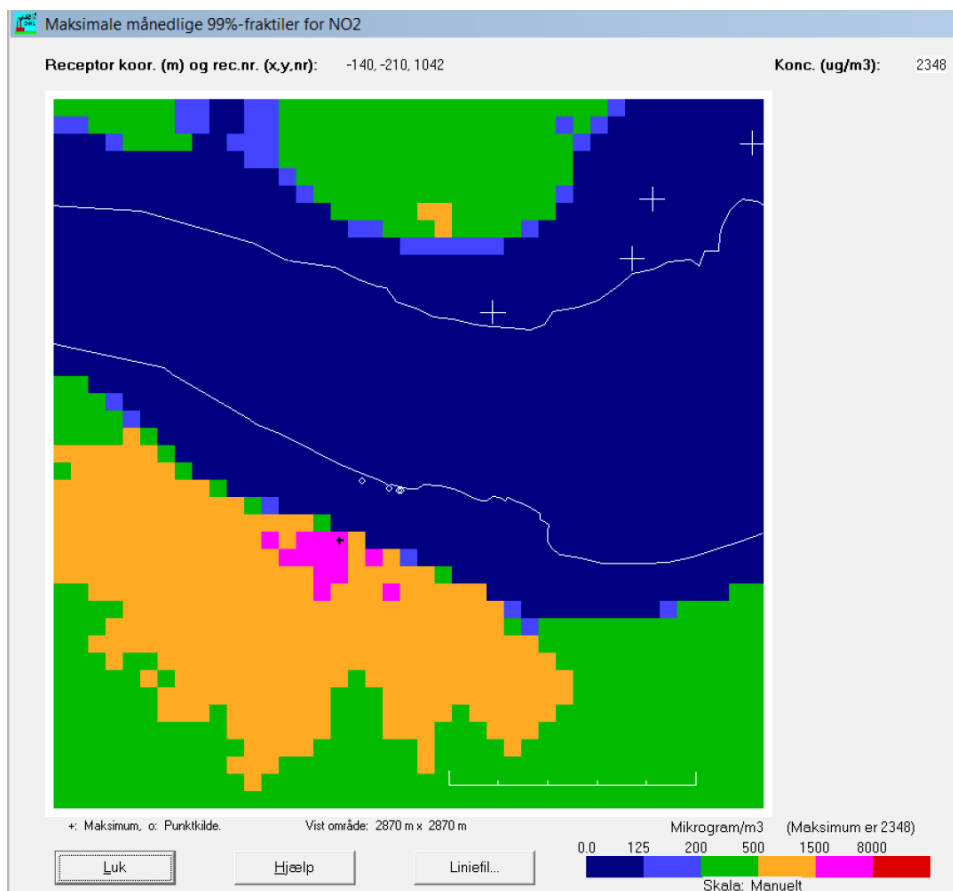 Maksimale månedlige 99%-fraktiler for NO2
Receptor koor. (m) og rec.nr. (x,y,nr): -140, -210, 1042 Konc. (ug/m3): 2348
+: Maksimum, o: Punktkilde. Vist område: 2870 m x 2870 m
Mikrogram/m3 (Maksimum er 2348)
0.0 125 200 500 1500 8000
Luk Hjælp Liniefil...
Skala: Manuelt